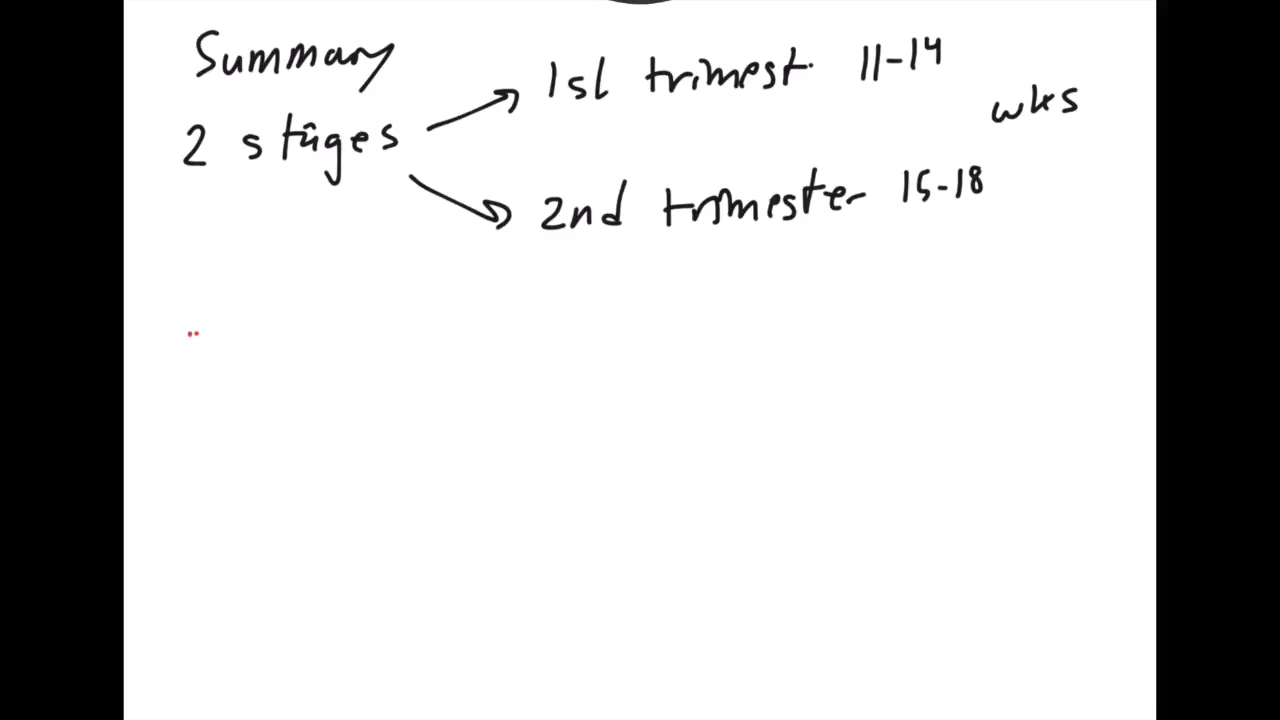 Summary
1st trimest. 11-14
wks
2 stages
2nd trimester 15-18